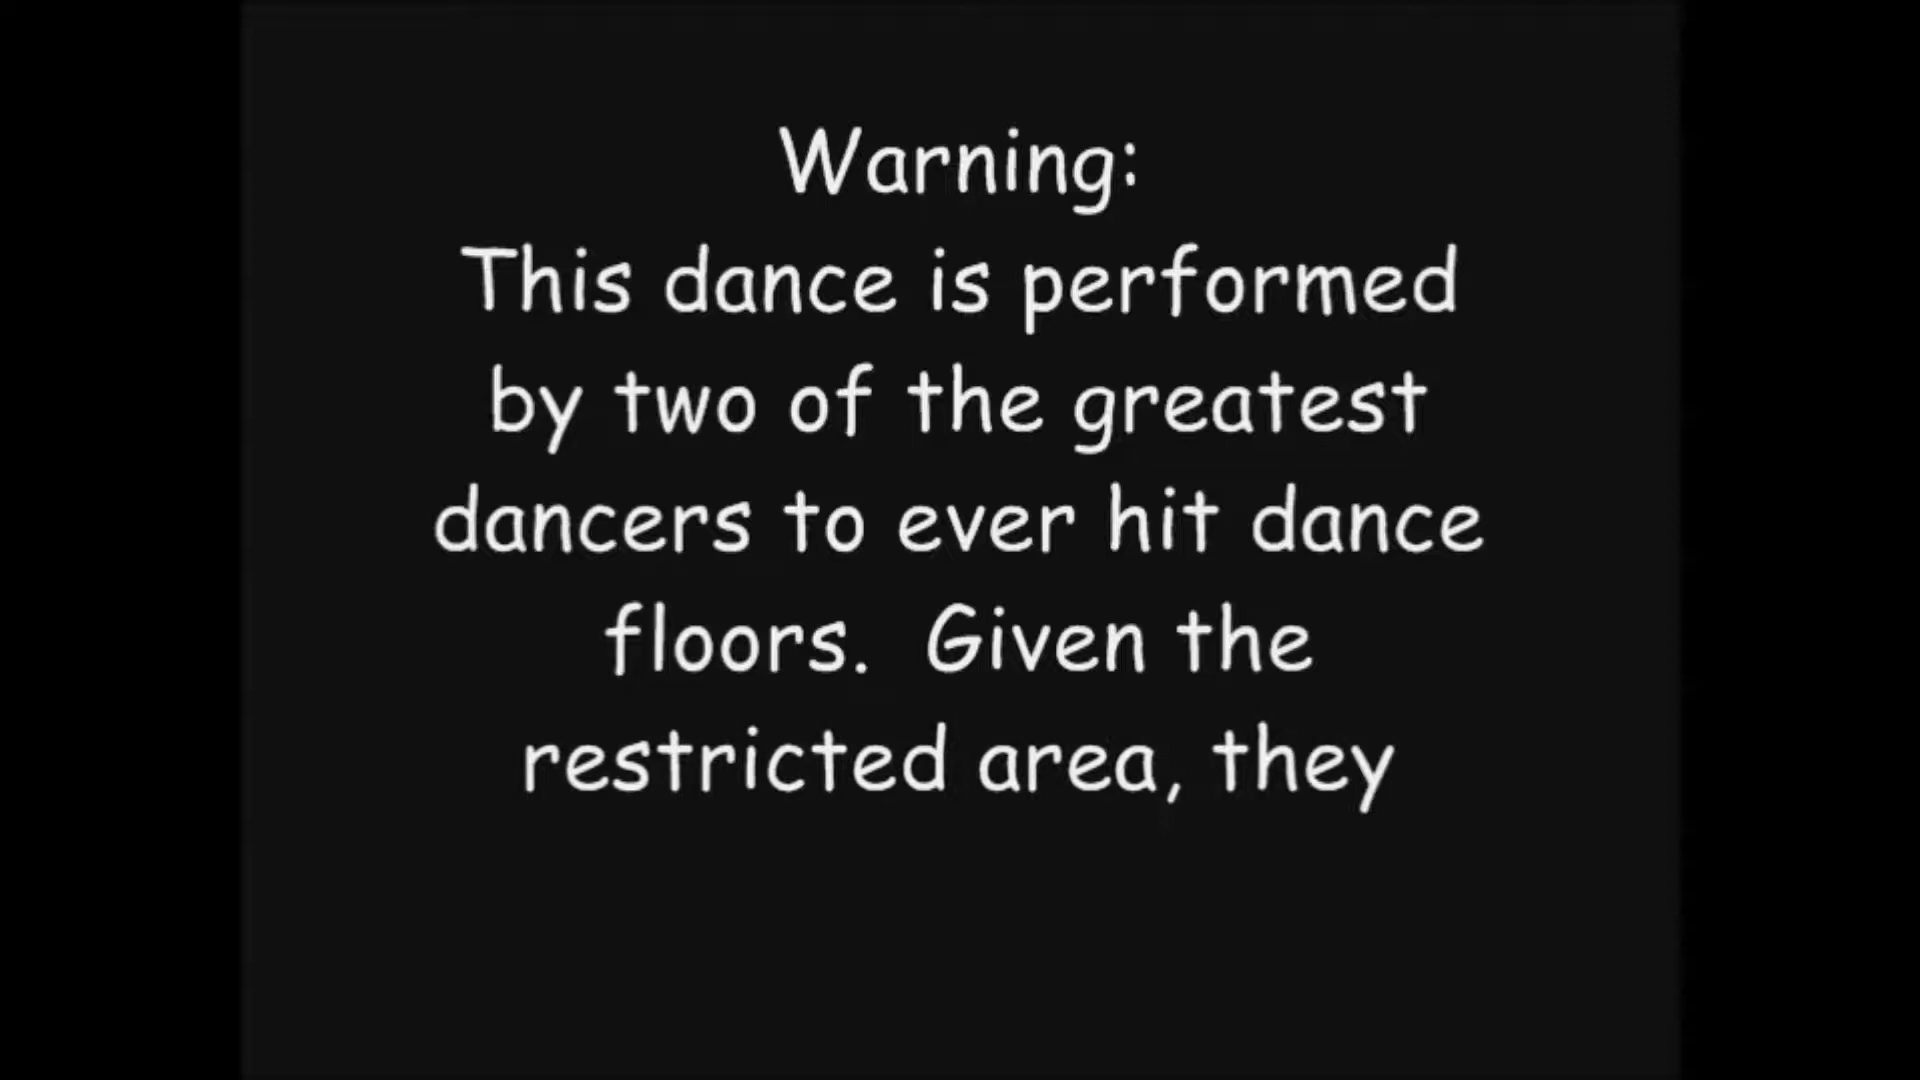 Warning:
This dance is performed
by two of the greatest
dancers to ever hit dance
floors.  Given the
restricted area, they